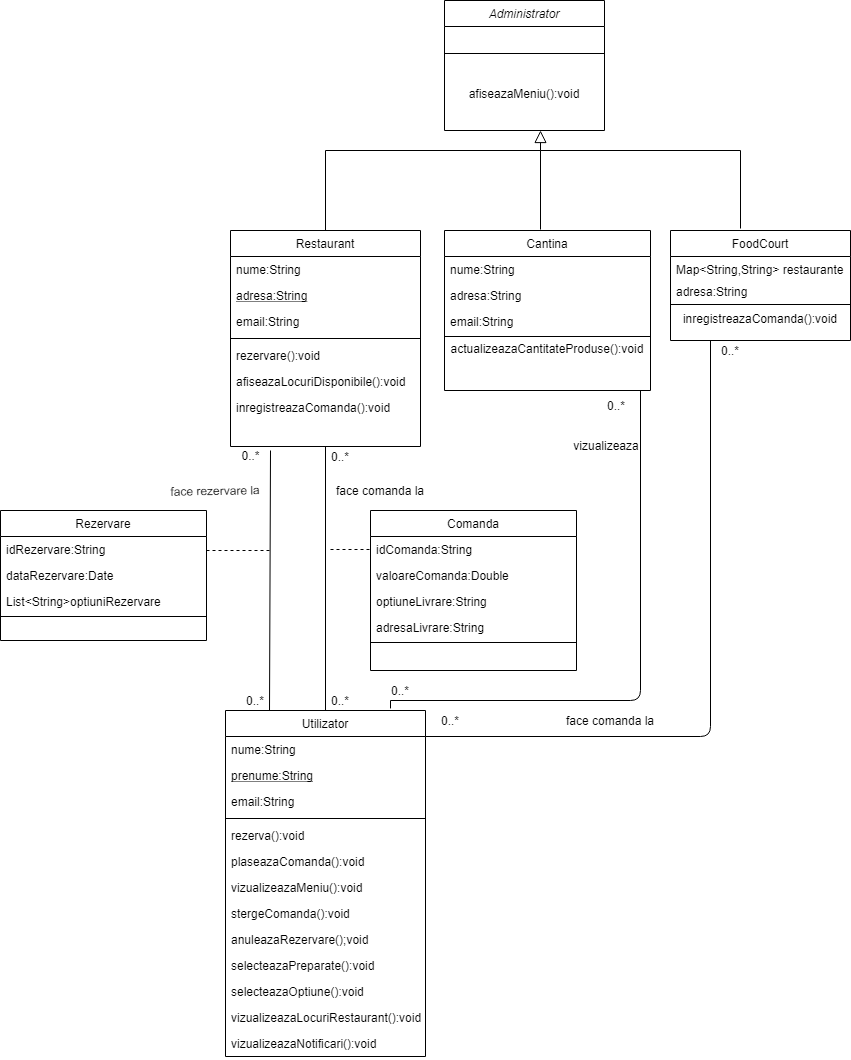 Administrator
afiseazaMeniu():void
Restaurant
nume:String
adresa:String
email:String
rezervare():void
afiseazaLocuriDisponibile():void
inregistreazaComanda():void
Cantina
nume:String
adresa:String
email:String
actualizeazaCantitateProduse():void
FoodCourt
Map<String,String> restaurante
adresa:String
inregistreazaComanda():void
0..*
0..*
0..*
0..*
vizualizeaza
face rezervare la
face comanda la
Rezervare
idRezervare:String
dataRezervare:Date
List<String>optiuniRezervare
Comanda
idComanda:String
valoareComanda:Double
optiuneLivrare:String
adresaLivrare:String
0..*
0..*
0..*
0..*
face comanda la
Utilizator
nume:String
prenume:String
email:String
rezerva():void
plaseazaComanda():void
vizualizeazaMeniu():void
stergeComanda():void
anuleazaRezervare();void
selecteazaPreparate():void
selecteazaOptiune():void
vizualizeazaLocuriRestaurant():void
vizualizeazaNotificari():void